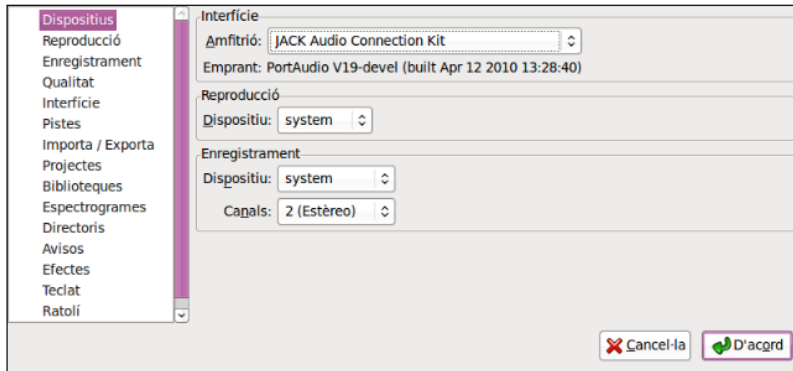 Dispositius
Reproducció
Enregistrament
Qualitat
Interfície
Pistes
Importa / Exporta
Projectes
Biblioteques
Espectrogrames
Directoris
Avisos
Efectes
Teclat
Ratolí
Interfície
Amfitrió: JACK Audio Connection Kit
Emprant: PortAudio V19-devel (built Apr 12 2010 13:28:40)
Reproducció
Dispositiu: system
Enregistrament
Dispositiu: system
Canals: 2 (Estèreo)
Cancel·la
D'acord